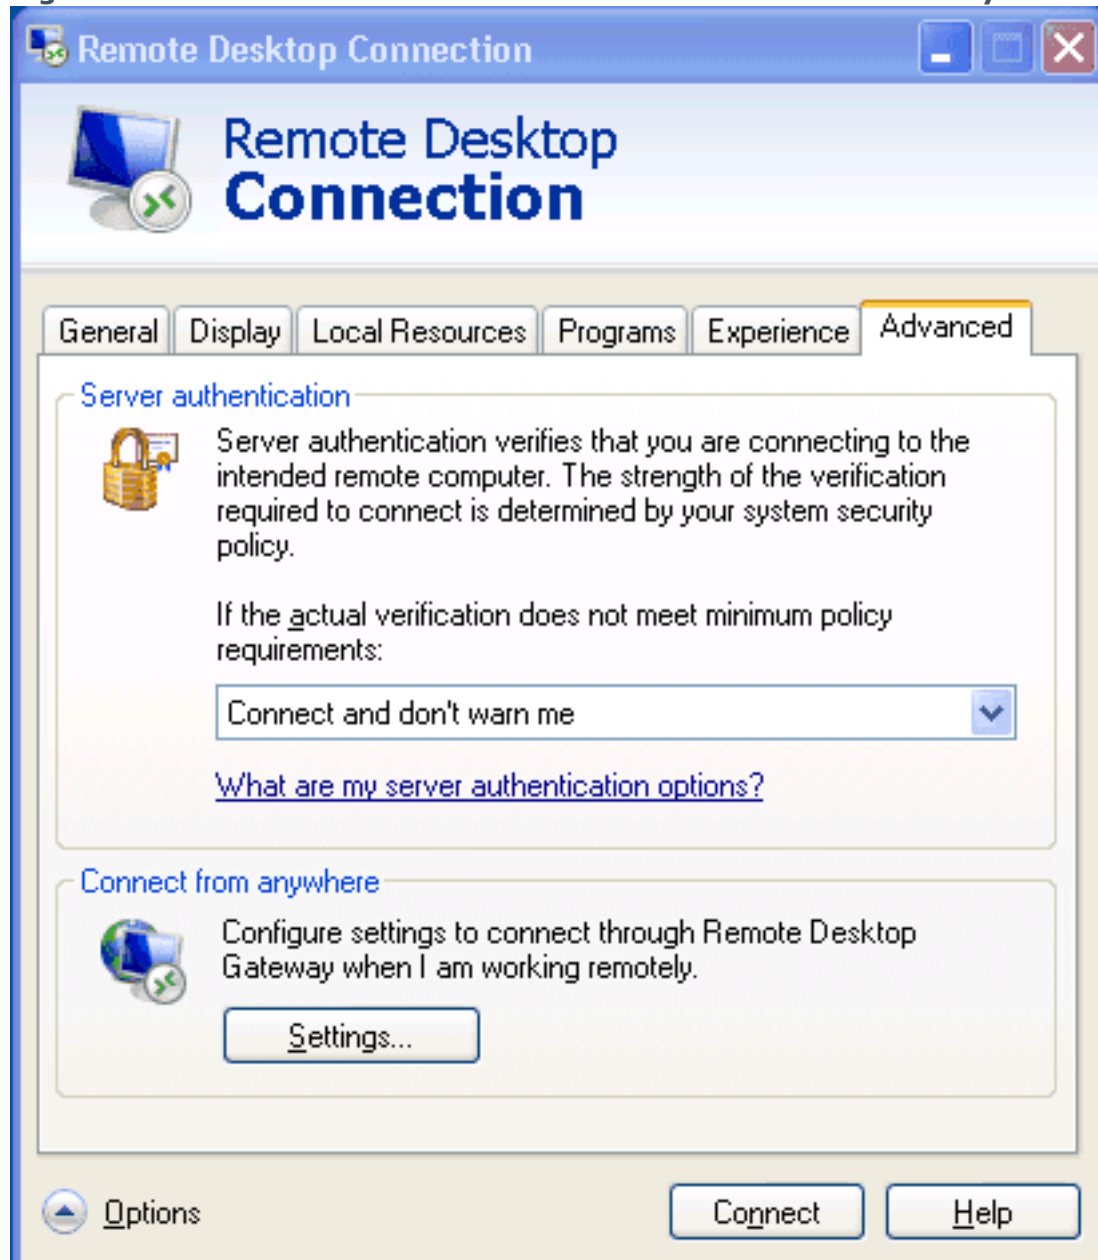 Remote Desktop Connection
Remote Desktop
Connection
General Display Local Resources Programs Experience Advanced
Server authentication
Server authentication verifies that you are connecting to the
intended remote computer. The strength of the verification
required to connect is determined by your system security
policy.
If the actual verification does not meet minimum policy
requirements:
Connect and don't warn me
What are my server authentication options?
Connect from anywhere
Configure settings to connect through Remote Desktop
Gateway when I am working remotely.
Settings...
Options Connect Help